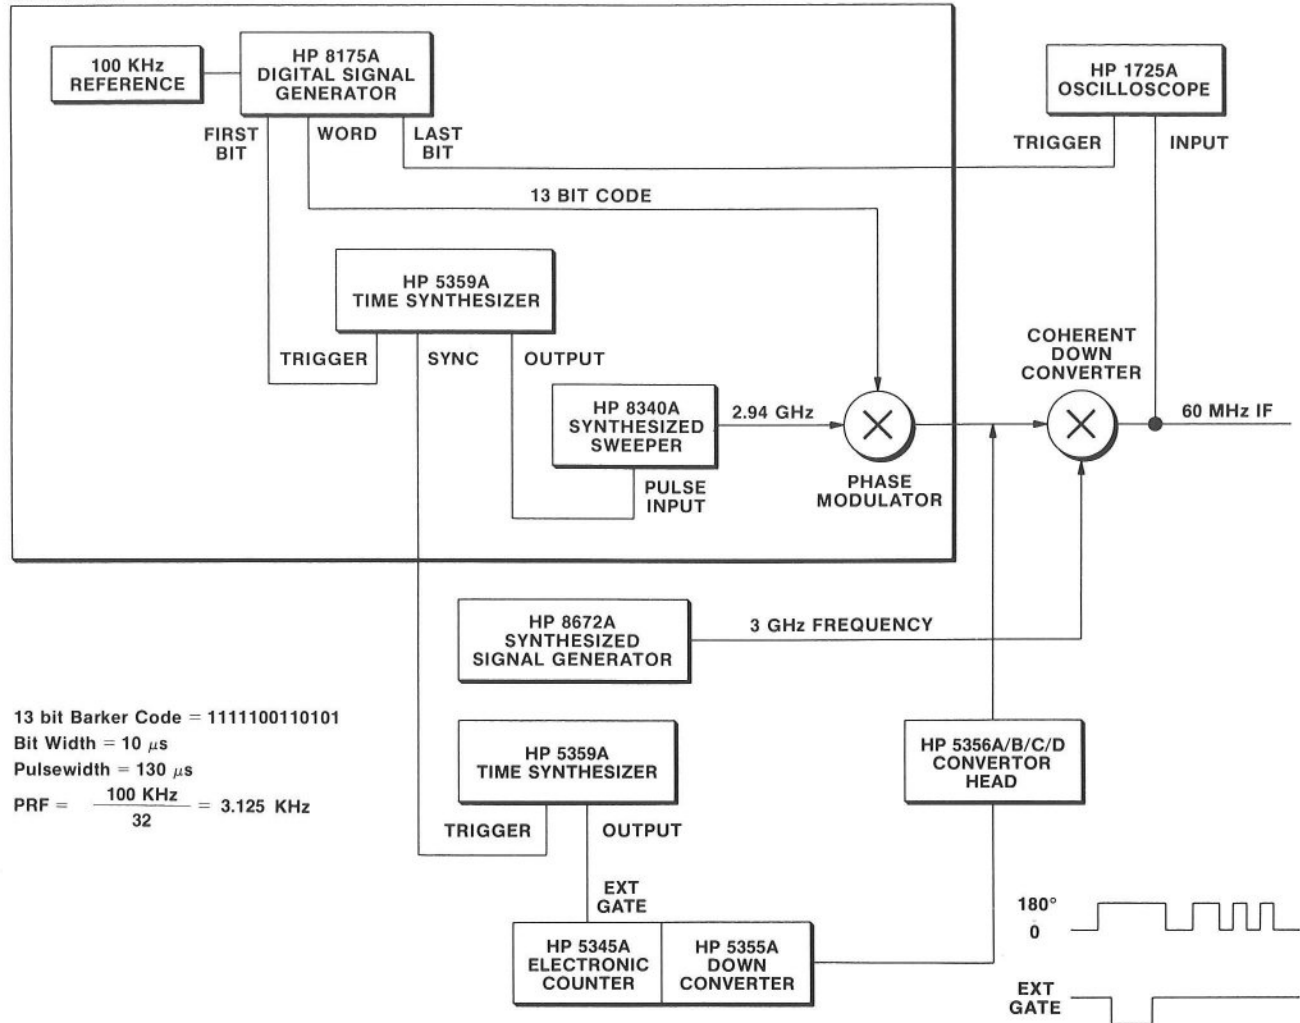 100 KHz
REFERENCE
HP 8175A
DIGITAL SIGNAL
GENERATOR
HP 1725A
OSCILLOSCOPE
FIRST
BIT
WORD
LAST
BIT
TRIGGER
INPUT
13 BIT CODE
HP 5359A
TIME SYNTHESIZER
TRIGGER
SYNC
OUTPUT
COHERENT
DOWN
CONVERTER
HP 8340A
SYNTHESIZED
SWEEPER
2.94 GHz
60 MHz IF
PULSE
INPUT
PHASE
MODULATOR
HP 8672A
SYNTHESIZED
SIGNAL GENERATOR
3 GHz FREQUENCY
13 bit Barker Code = 1111100110101
Bit Width = 10 μs
Pulsewidth = 130 μs
PRF = 100 KHz / 32 = 3.125 KHz
HP 5359A
TIME SYNTHESIZER
HP 5356A/B/C/D
CONVERTOR
HEAD
TRIGGER
OUTPUT
EXT
GATE
HP 5345A
ELECTRONIC
COUNTER
HP 5355A
DOWN
CONVERTER
180°
0
EXT
GATE